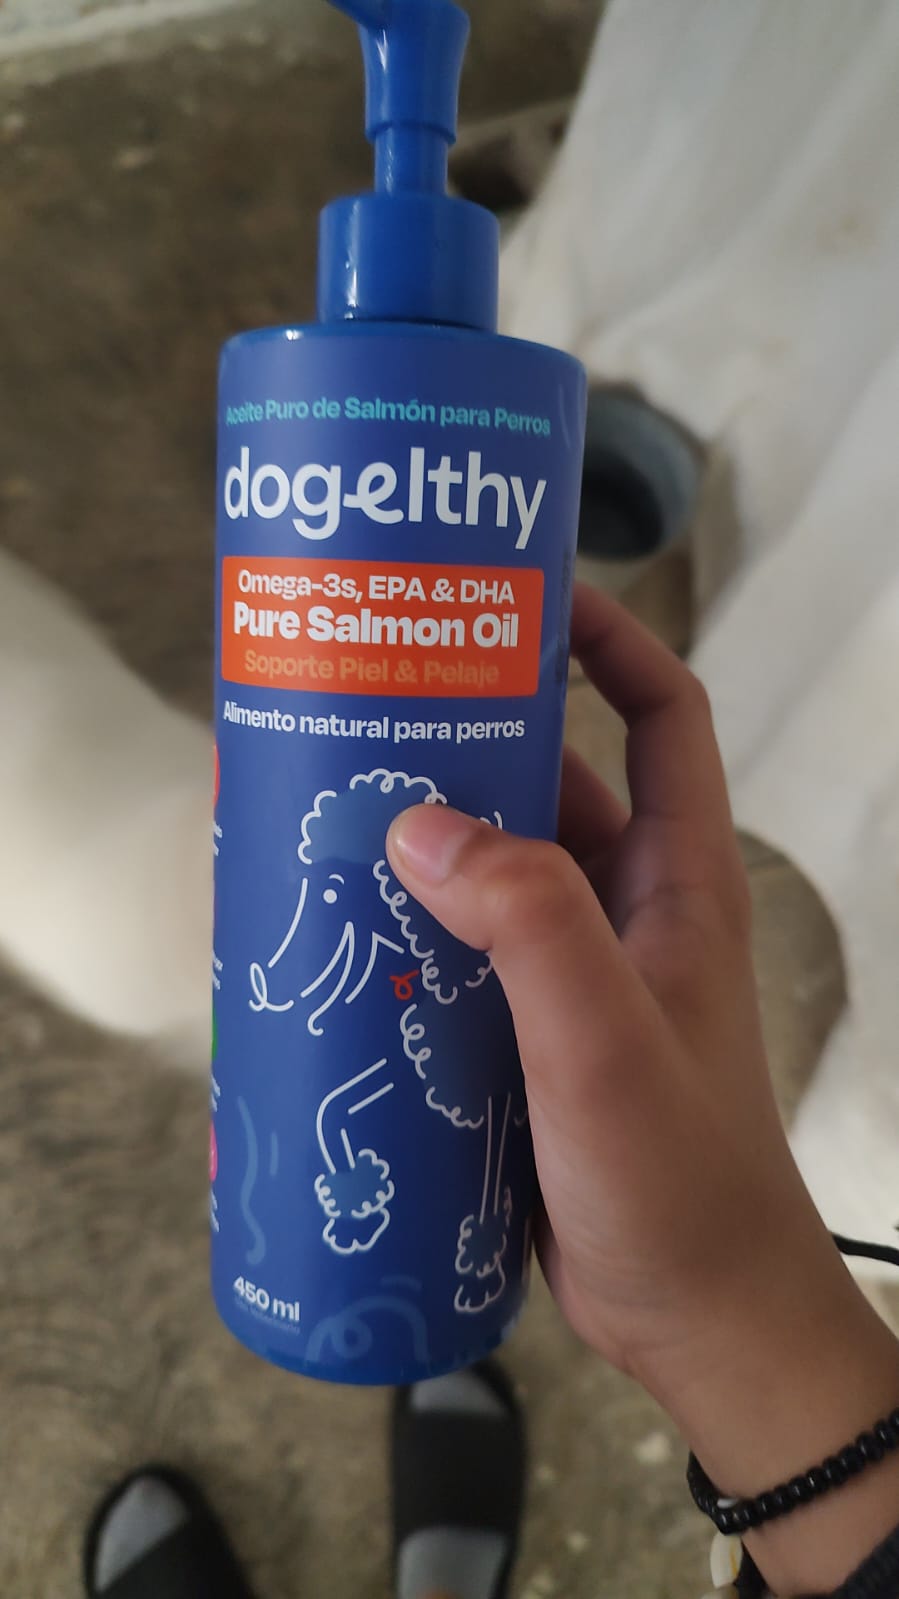 Aceite Puro de Salmón para Perros
dogelthy
Omega-3s, EPA & DHA
Pure Salmon Oil
Soporte Piel & Pelaje
Alimento natural para perros
450 ml